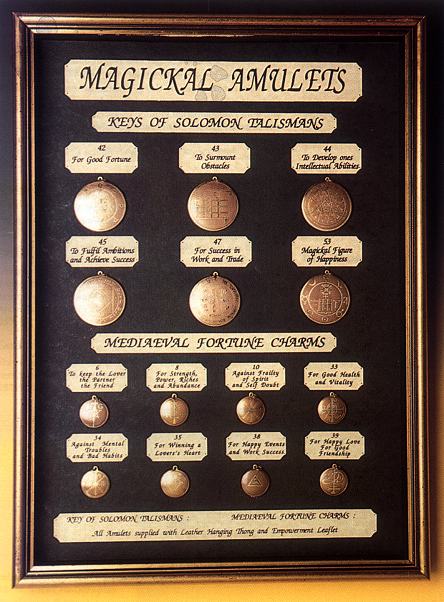 MAGICKAL AMULETS
KEYS OF SOLOMON TALISMANS
42
For Good Fortune
43
To Surmount
Obstacles
44
To Develop ones
Intellectual Abilities
45
To Fulfil Ambitions
and Achieve Success
47
For Success in
Work and Trade
53
Magickal Figure
of Happiness
MEDIAEVAL FORTUNE CHARMS
6
To keep the Lover
the Partner
the Friend
8
For Strength,
Power, Riches
and Abundance
10
Against Frailty
of Spirit
and Self Doubt
33
For Good Health
and Vitality
34
Against Mental
Troubles
and Bad Habits
35
For Winning a
Lovers's Heart
38
For Happy Events
and Work Success
39
For Happy Love
For Good
Friendship
KEY OF SOLOMON TALISMANS : MEDIAEVAL FORTUNE CHARMS :
All Amulets supplied with Leather Hanging Thong and Empowerment Leaflet